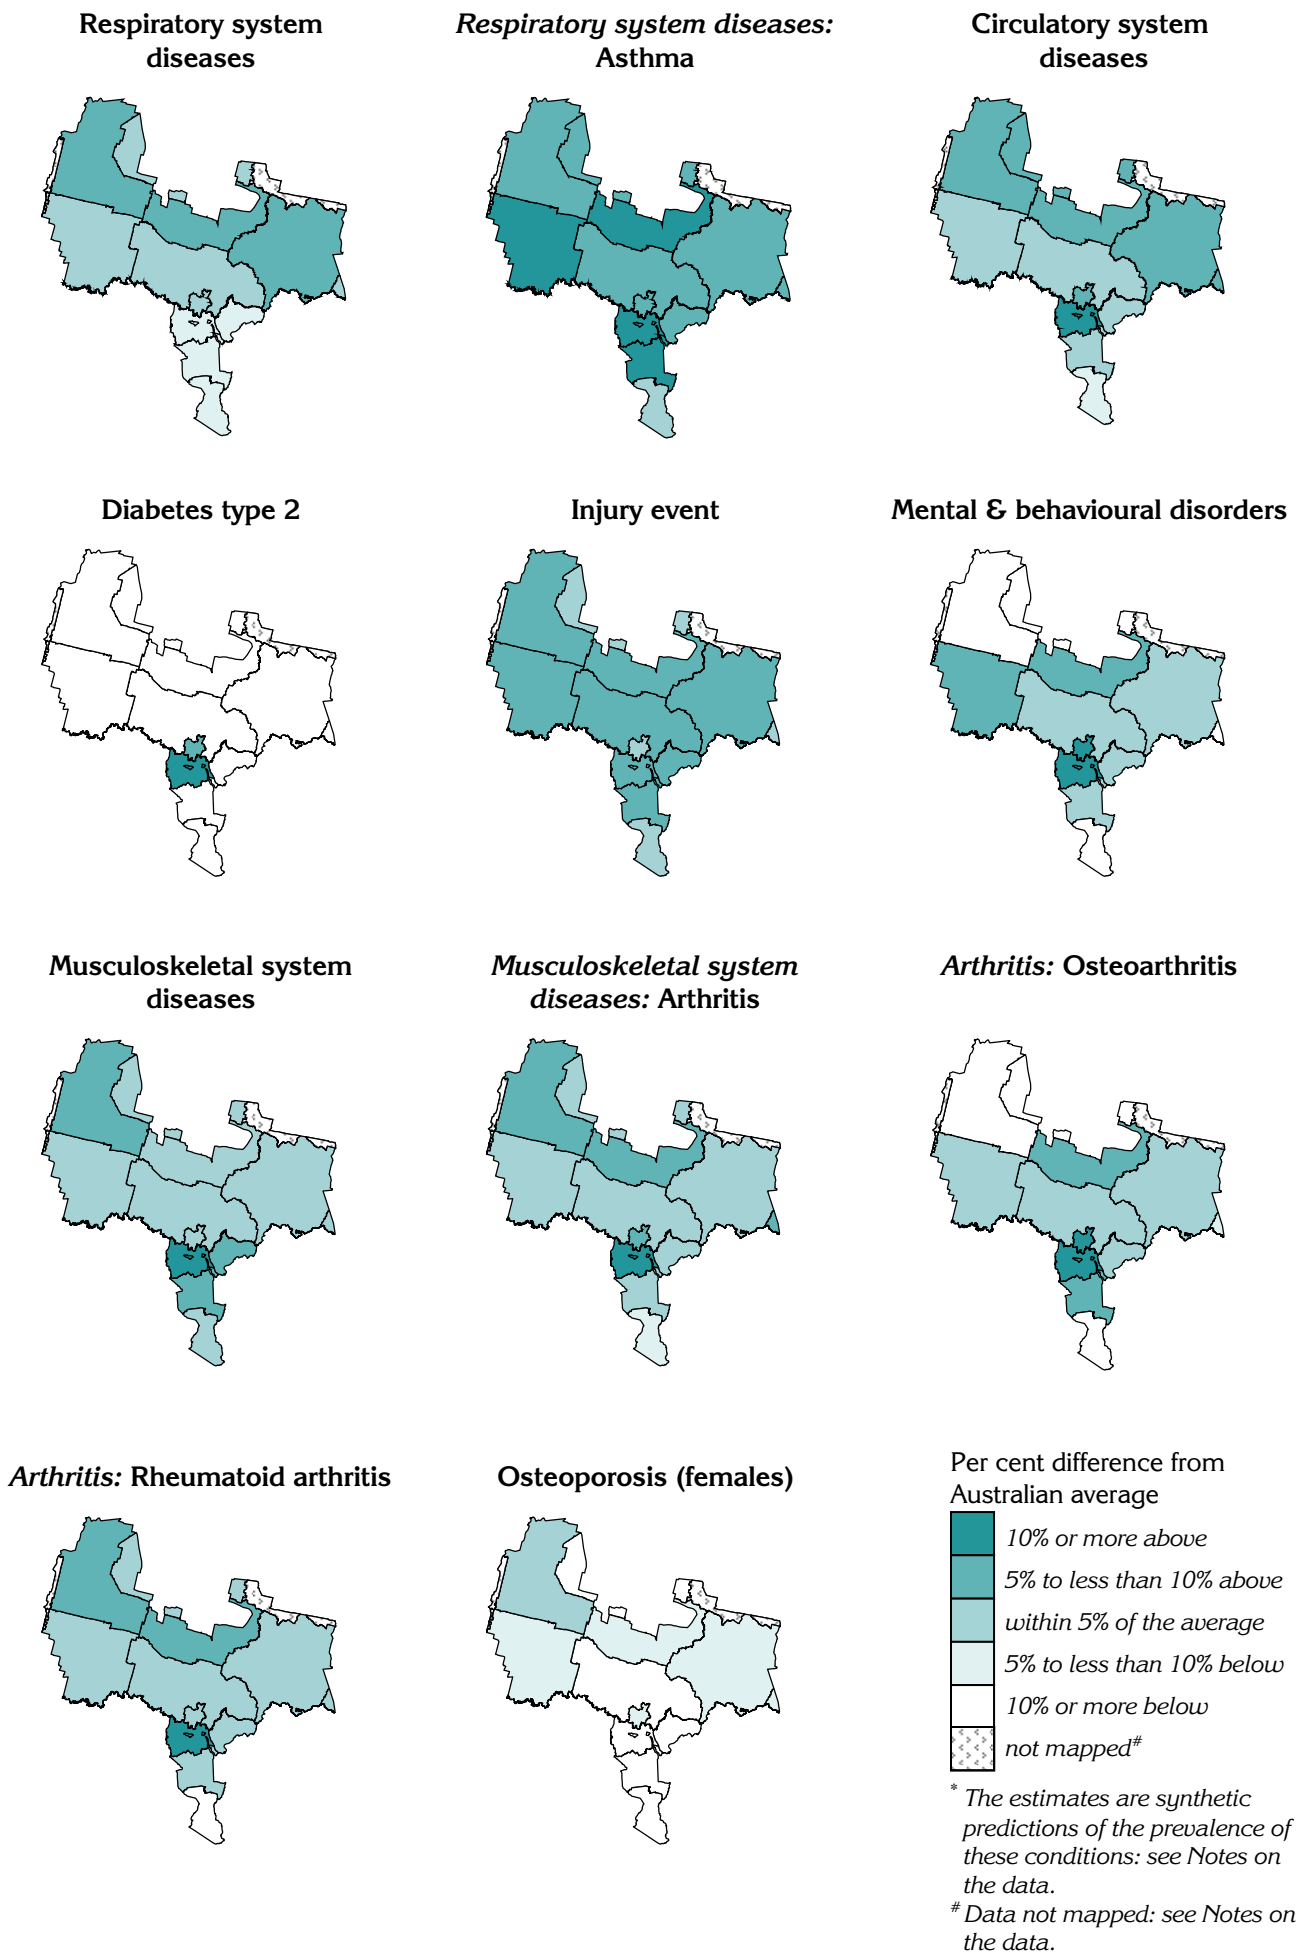 Respiratory system
diseases
Respiratory system diseases:
Asthma
Circulatory system
diseases
Diabetes type 2
Injury event
Mental & behavioural disorders
Musculoskeletal system
diseases
Musculoskeletal system
diseases: Arthritis
Arthritis: Osteoarthritis
Arthritis: Rheumatoid arthritis
Osteoporosis (females)
Per cent difference from
Australian average
10% or more above
5% to less than 10% above
within 5% of the average
5% to less than 10% below
10% or more below
not mapped#
* The estimates are synthetic
predictions of the prevalence of
these conditions: see Notes on
the data.
# Data not mapped: see Notes on
the data.